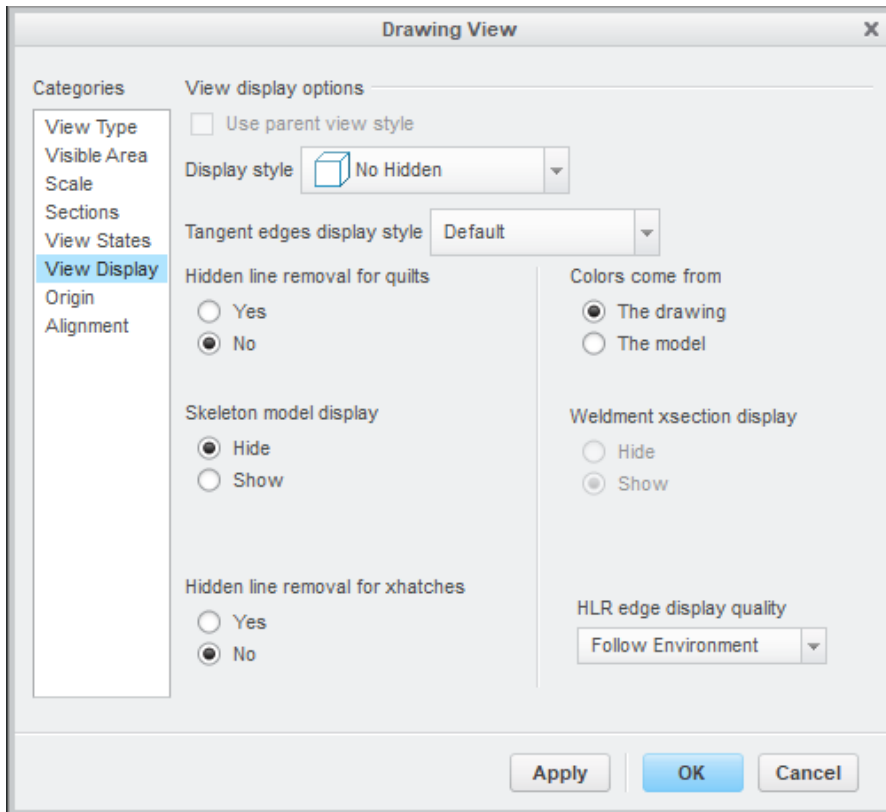 Drawing View
Categories
View Type
Visible Area
Scale
Sections
View States
View Display
Origin
Alignment
View display options
Use parent view style
Display style No Hidden
Tangent edges display style Default
Hidden line removal for quilts
Yes
No
Colors come from
The drawing
The model
Skeleton model display
Hide
Show
Weldment xsection display
Hide
Show
Hidden line removal for xhatches
Yes
No
HLR edge display quality
Follow Environment
Apply OK Cancel